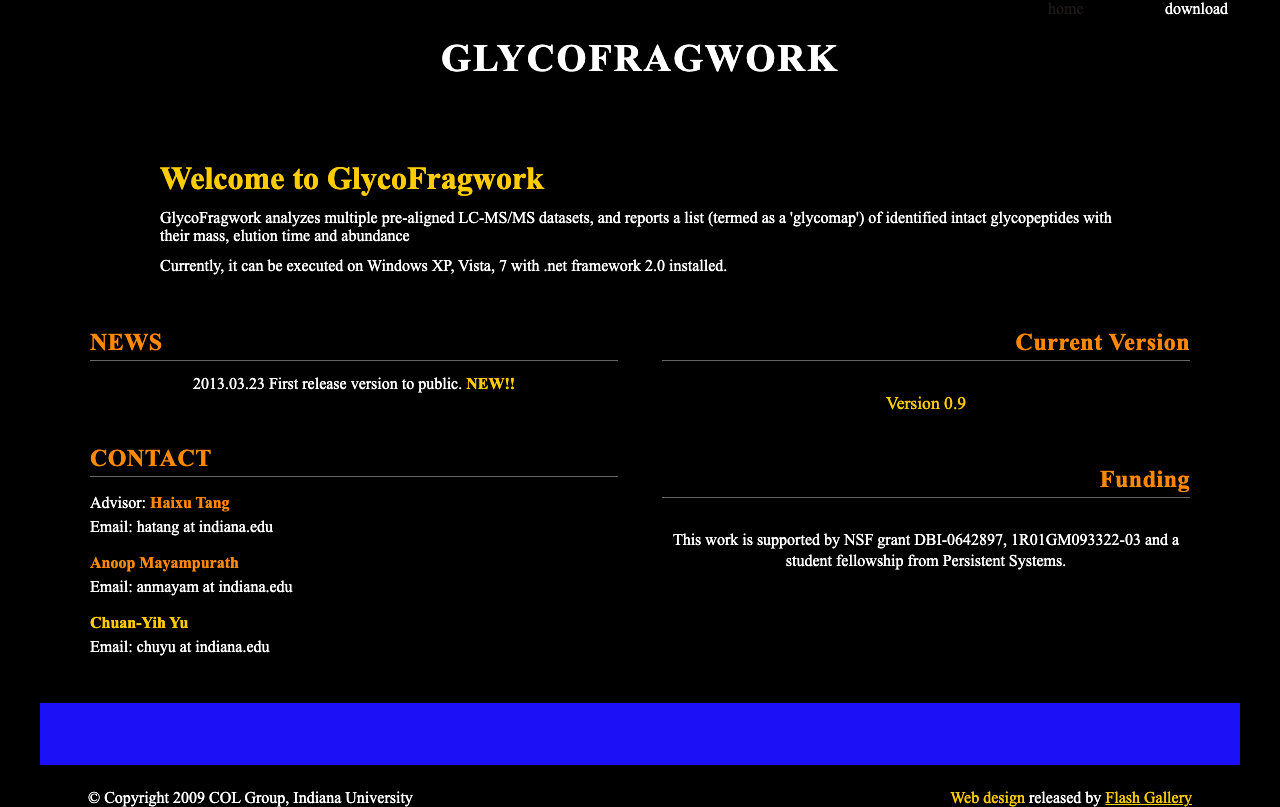 home download
GLYCOFRAGWORK
Welcome to GlycoFragwork
GlycoFragwork analyzes multiple pre-aligned LC-MS/MS datasets, and reports a list (termed as a 'glycomap') of identified intact glycopeptides with
their mass, elution time and abundance
Currently, it can be executed on Windows XP, Vista, 7 with .net framework 2.0 installed.
NEWS
2013.03.23 First release version to public. NEW!!
CONTACT
Advisor: Haixu Tang
Email: hatang at indiana.edu
Anoop Mayampurath
Email: anmayam at indiana.edu
Chuan-Yih Yu
Email: chuyu at indiana.edu
Current Version
Version 0.9
Funding
This work is supported by NSF grant DBI-0642897, 1R01GM093322-03 and a
student fellowship from Persistent Systems.
© Copyright 2009 COL Group, Indiana University
Web design released by Flash Gallery